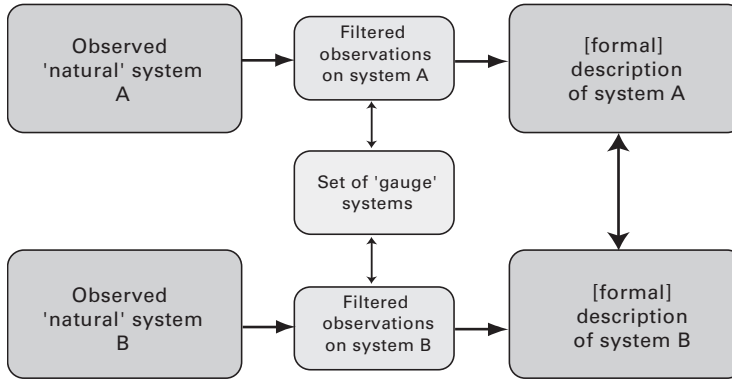 Observed
'natural' system
A
Filtered
observations
on system A
[formal]
description
of system A
Set of 'gauge'
systems
Observed
'natural' system
B
Filtered
observations
on system B
[formal]
description
of system B